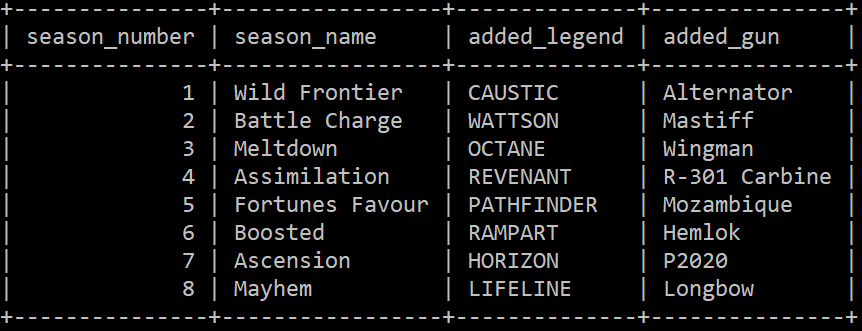 +---------------+-----------------+--------------+---------------+
| season_number | season_name     | added_legend | added_gun     |
+---------------+-----------------+--------------+---------------+
|             1 | Wild Frontier   | CAUSTIC      | Alternator    |
|             2 | Battle Charge   | WATTSON      | Mastiff       |
|             3 | Meltdown        | OCTANE       | Wingman       |
|             4 | Assimilation    | REVENANT     | R-301 Carbine |
|             5 | Fortunes Favour | PATHFINDER   | Mozambique    |
|             6 | Boosted         | RAMPART      | Hemlok        |
|             7 | Ascension       | HORIZON      | P2020         |
|             8 | Mayhem          | LIFELINE     | Longbow       |
+---------------+-----------------+--------------+---------------+